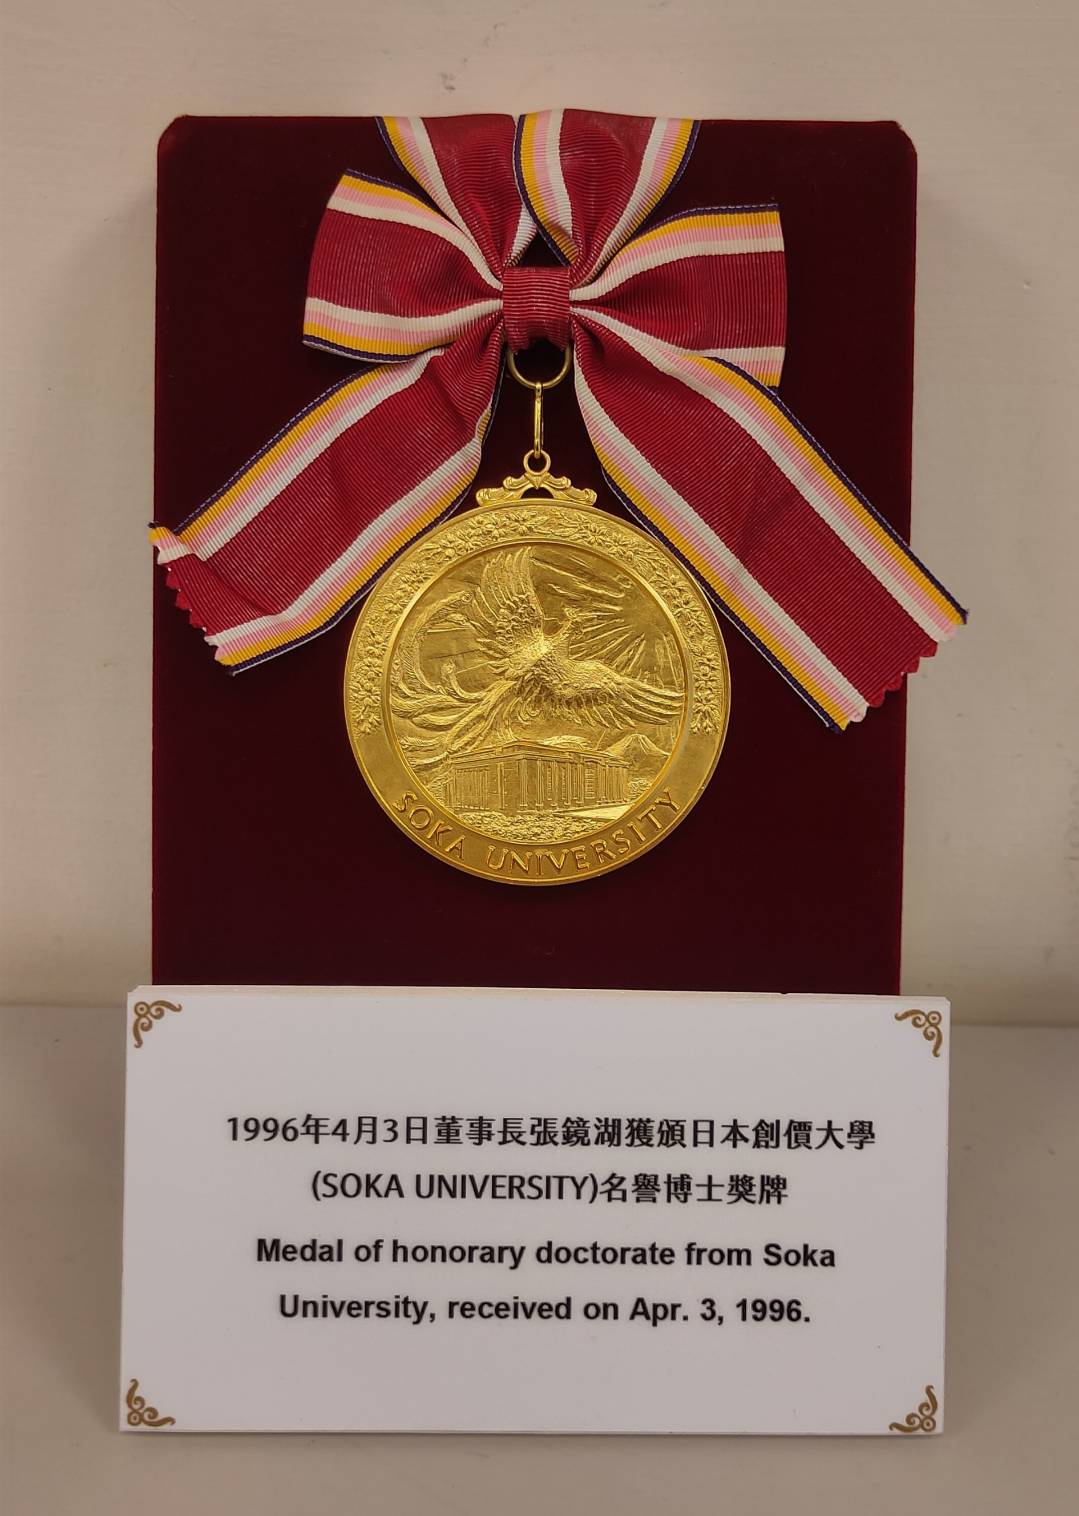 SOKA UNIVERSITY
1996年4月3日董事長張鏡湖獲頒日本創價大學
(SOKA UNIVERSITY)名譽博士獎牌
Medal of honorary doctorate from Soka
University, received on Apr. 3, 1996.